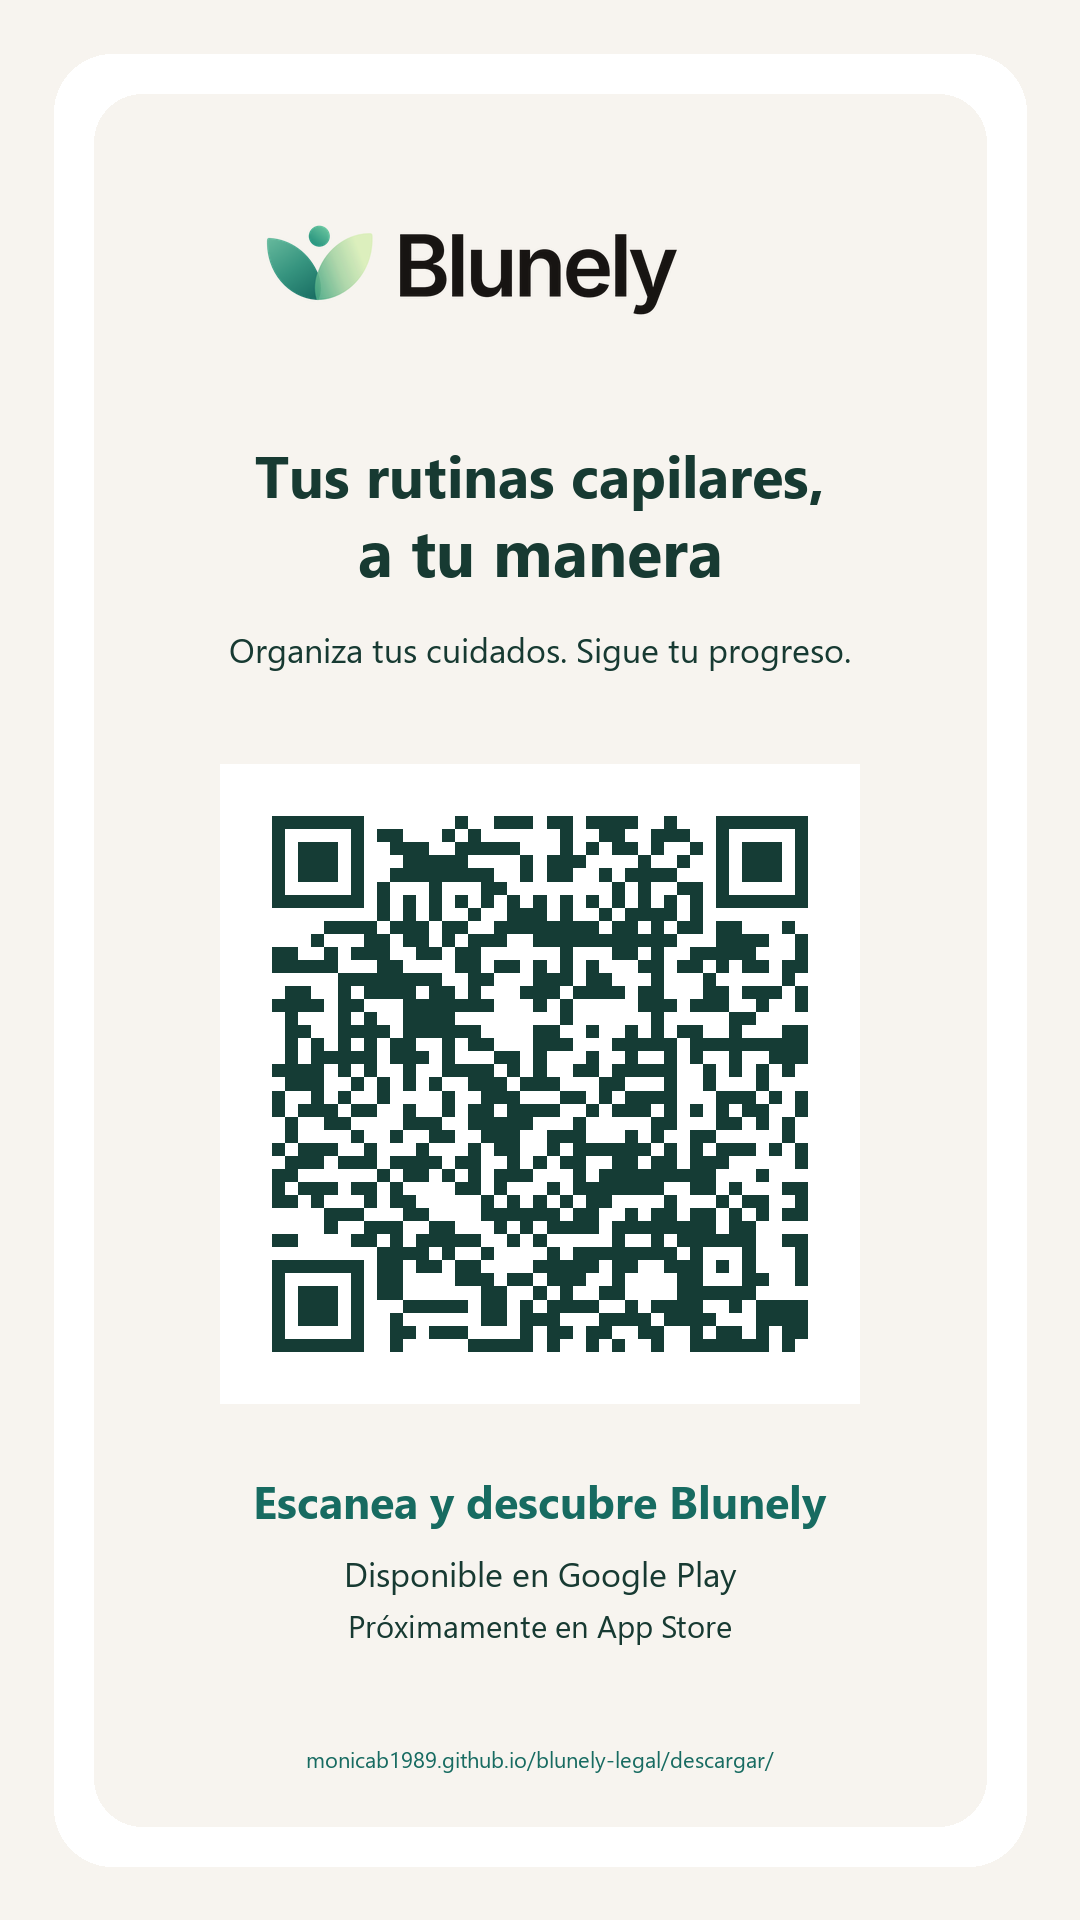 Blunely
Tus rutinas capilares,
a tu manera
Organiza tus cuidados. Sigue tu progreso.
Escanea y descubre Blunely
Disponible en Google Play
Próximamente en App Store
monicab1989.github.io/blunely-legal/descargar/